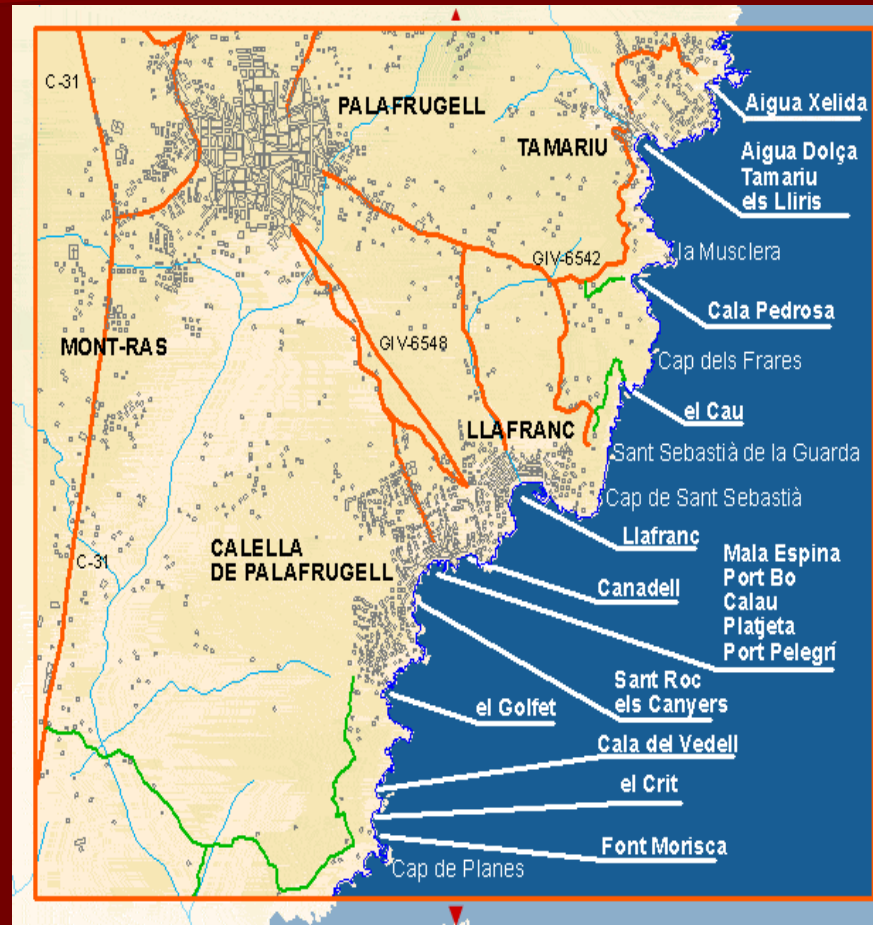 C-31
PALAFRUGELL
Aigua Xelida
TAMARIU
Aigua Dolça
Tamariu
els Lliris
la Musclera
GIV-6542
Cala Pedrosa
MONT-RAS
GIV-6548
Cap dels Frares
el Cau
LLAFRANC
Sant Sebastià de la Guarda
Cap de Sant Sebastià
Llafranc
C-31
CALELLA
DE PALAFRUGELL
Canadell
Mala Espina
Port Bo
Calau
Platjeta
Port Pelegrí
Sant Roc
els Canyers
el Golfet
Cala del Vedell
el Crit
Font Morisca
Cap de Planes